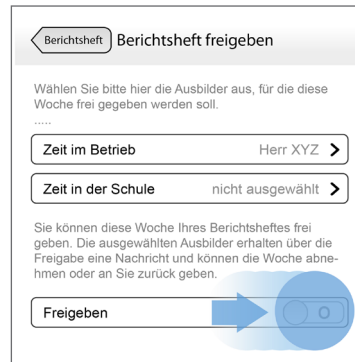 Berichtsheft Berichtsheft freigeben
Wählen Sie bitte hier die Ausbilder aus, für die diese
Woche frei gegeben werden soll.
.....
Zeit im Betrieb Herr XYZ
Zeit in der Schule nicht ausgewählt
Sie können diese Woche Ihres Berichtsheftes frei
geben. Die ausgewählten Ausbilder erhalten über die
Freigabe eine Nachricht und können die Woche abne-
hmen oder an Sie zurück geben.
Freigeben